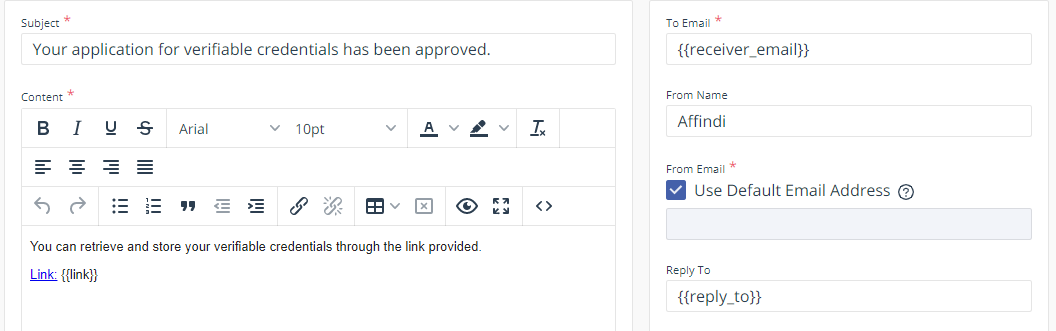 Subject *
Your application for verifiable credentials has been approved.
Content *
B I U S Arial 10pt A
You can retrieve and store your verifiable credentials through the link provided.
Link: {{link}}
To Email *
{{receiver_email}}
From Name
Affindi
From Email *
Use Default Email Address
Reply To
{{reply_to}}